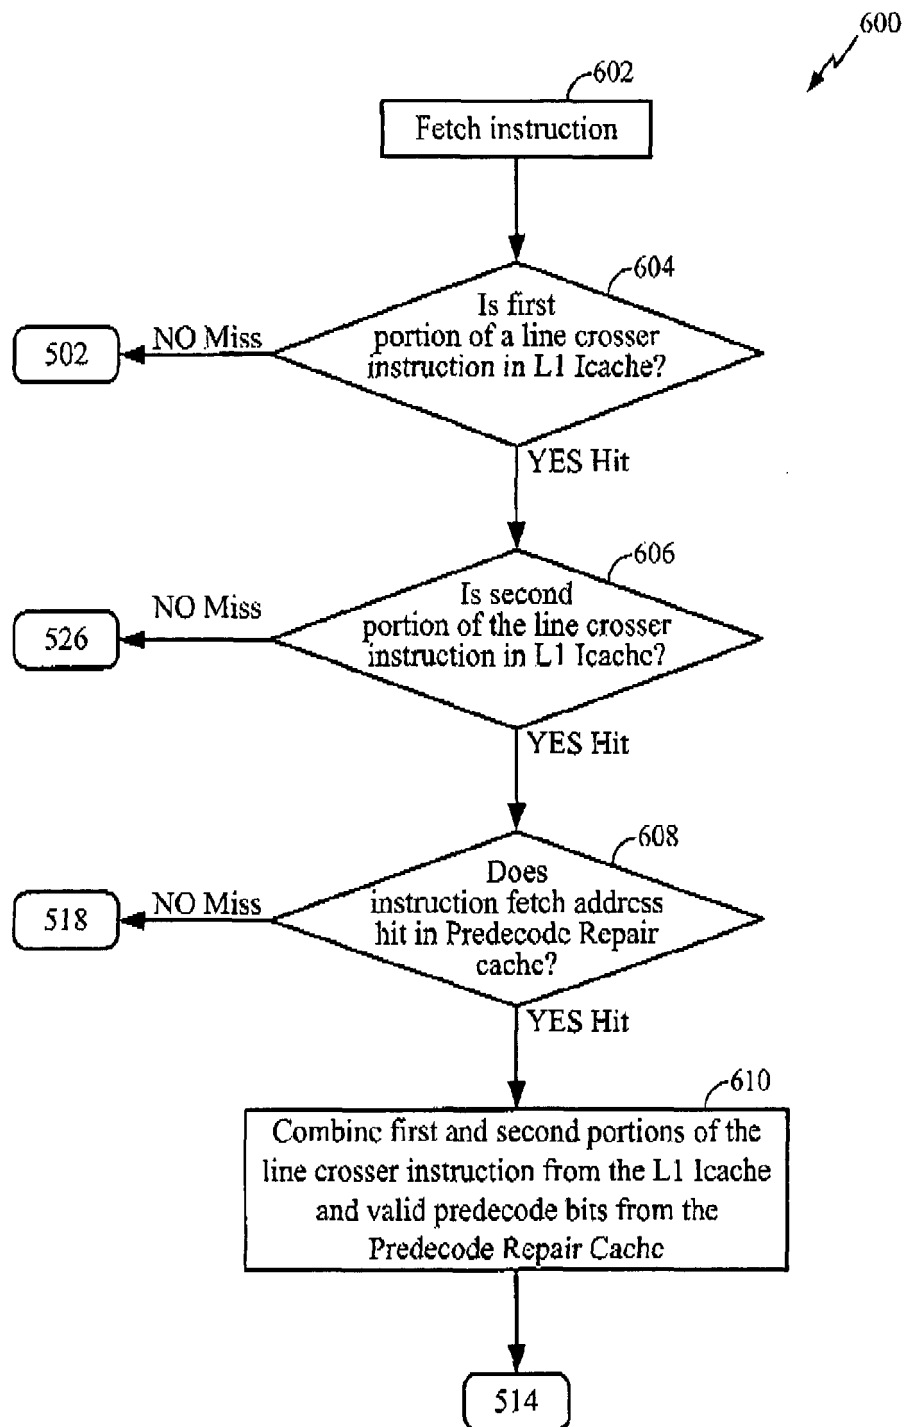 600
602
Fetch instruction
604
Is first
portion of a line crosser
instruction in L1 Icache?
NO Miss
502
YES Hit
606
Is second
portion of the line crosser
instruction in L1 Icache?
NO Miss
526
YES Hit
608
Does
instruction fetch address
hit in Predecode Repair
cache?
NO Miss
518
YES Hit
610
Combine first and second portions of the
line crosser instruction from the L1 Icache
and valid predecode bits from the
Predecode Repair Cache
514